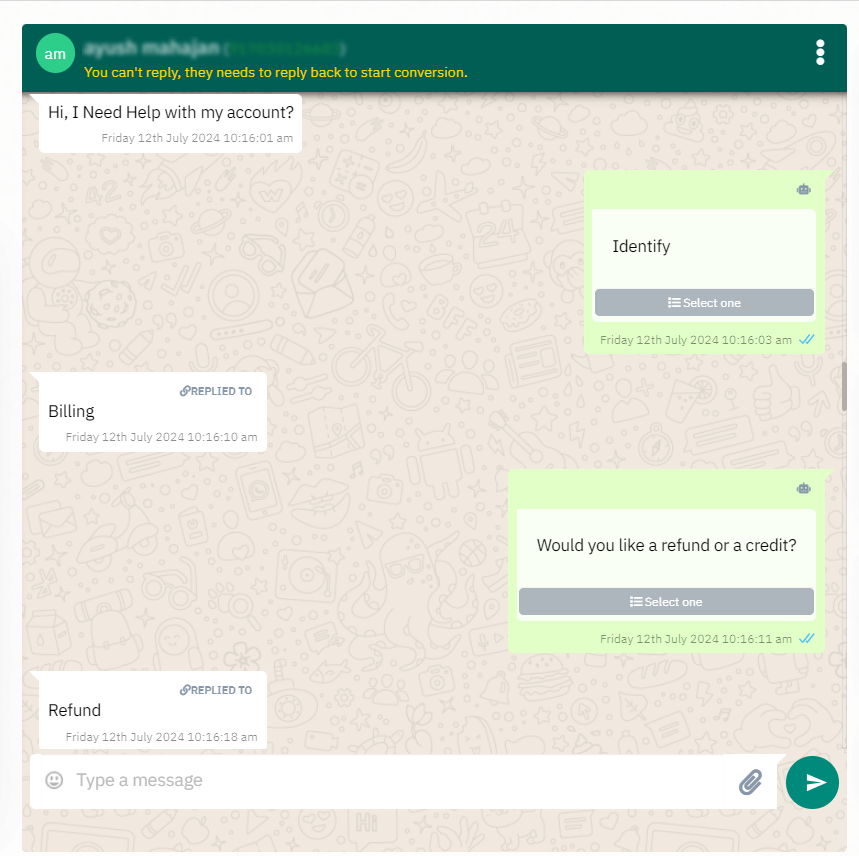 am
You can't reply, they needs to reply back to start conversion.
Hi, I Need Help with my account?
Friday 12th July 2024 10:16:01 am
Identify
Select one
Friday 12th July 2024 10:16:03 am
REPLIED TO
Billing
Friday 12th July 2024 10:16:10 am
Would you like a refund or a credit?
Select one
Friday 12th July 2024 10:16:11 am
REPLIED TO
Refund
Friday 12th July 2024 10:16:18 am
Type a message